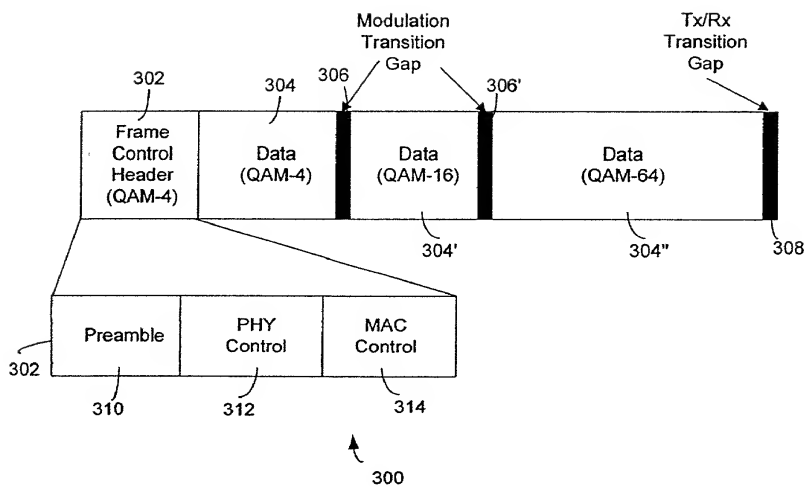 Modulation
Transition
Gap
Tx/Rx
Transition
Gap
302
304
306
306'
Frame
Control
Header
(QAM-4)
Data
(QAM-4)
Data
(QAM-16)
Data
(QAM-64)
304'
304"
308
Preamble
PHY
Control
MAC
Control
302
310
312
314
300